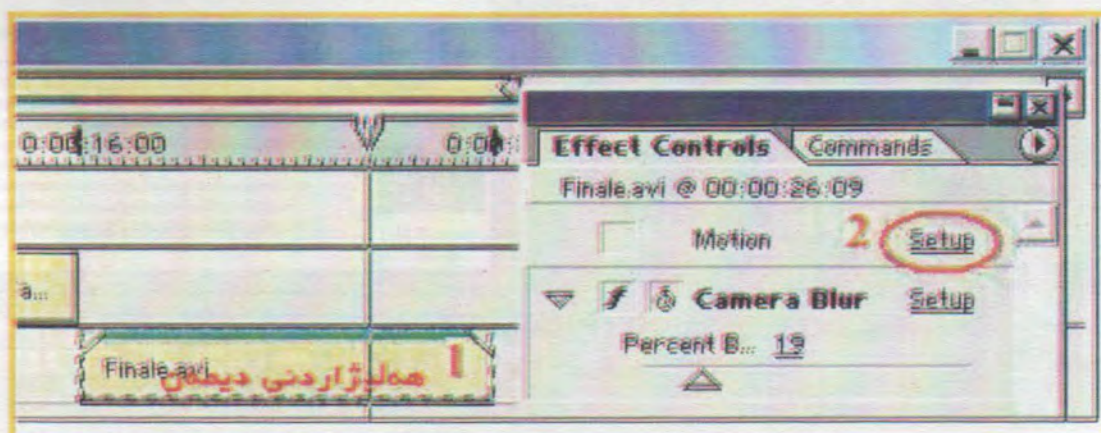 0:00:16:00
0:00:
Effect Controls
Commands
Finale.avi @ 00:00:26:09
Motion
2
Setup
a...
Camera Blur
Setup
Percent B... 19
Finale.avi
هەلبژاردنی دیمەن
1